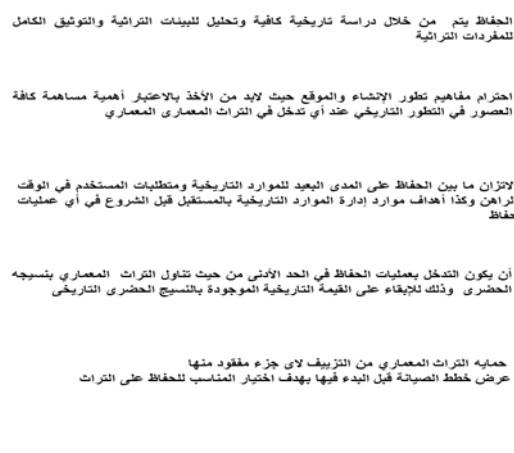 الحفاظ يتم من خلال دراسة تاريخية كافية وتحليل للبيئات التراثية والتوثيق الكامل
للمفردات التراثية
احترام مفاهيم تطور الإنشاء والموقع حيث لابد من الأخذ بالاعتبار أهمية مساهمة كافة
العصور في التطور التاريخي عند أي تدخل في التراث المعمارى المعماري
لاتزان ما بين الحفاظ على المدى البعيد للموارد التاريخية ومتطلبات المستخدم في الوقت
لراهن وكذا أهداف موارد إدارة الموارد التاريخية بالمستقبل قبل الشروع في أي عمليات
حفاظ
أن يكون التدخل بعمليات الحفاظ في الحد الأدنى من حيث تناول التراث المعماري بنسيجه
الحضرى وذلك للإبقاء على القيمة التاريخية الموجودة بالنسيج الحضرى التاريخى
حمايه التراث المعماري من التزييف لاى جزء مفقود منها
عرض خطط الصيانة قبل البدء فيها بهدف اختيار المناسب للحفاظ على التراث